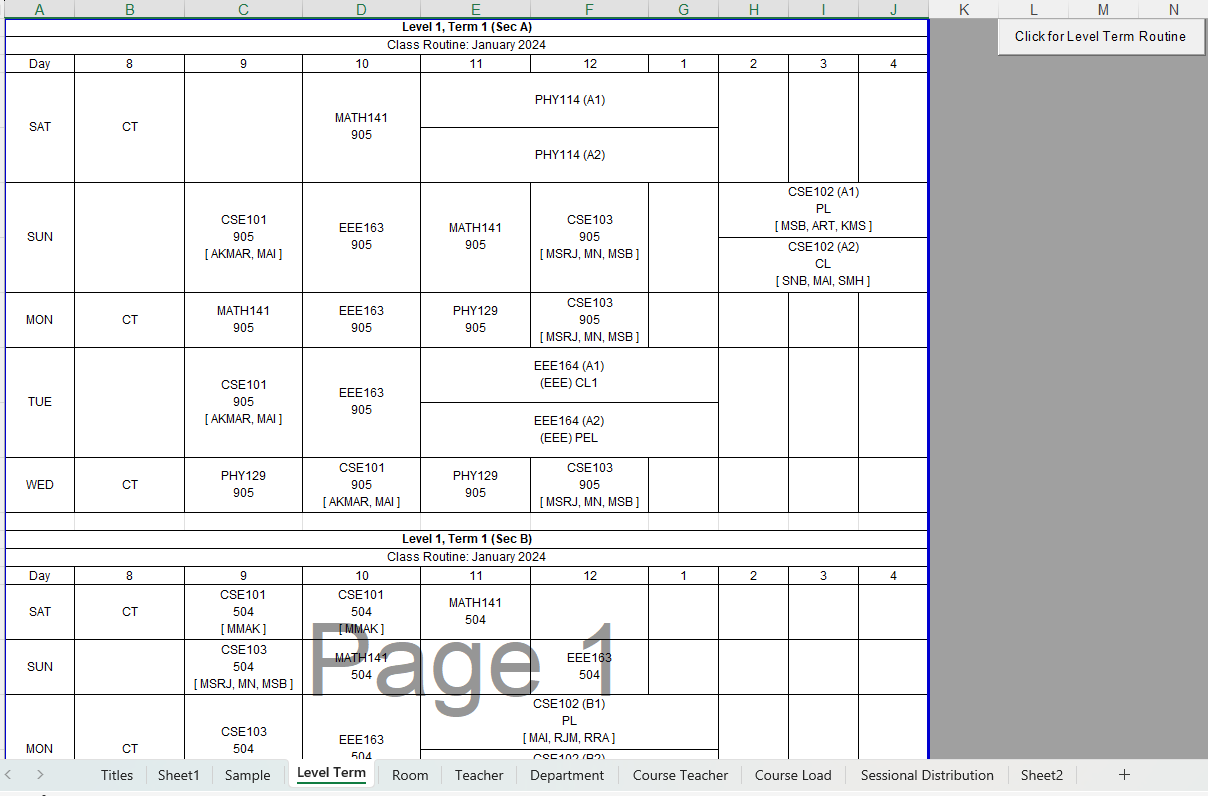 A B C D E F G H I J K L M N
Click for Level Term Routine
Level 1, Term 1 (Sec A)
Class Routine: January 2024
Day 8 9 10 11 12 1 2 3 4
SAT CT MATH141
905
PHY114 (A1)
PHY114 (A2)
SUN
CSE101
905
[ AKMAR, MAI ]
EEE163
905
MATH141
905
CSE103
905
[ MSRJ, MN, MSB ]
CSE102 (A1)
PL
[ MSB, ART, KMS ]
CSE102 (A2)
CL
[ SNB, MAI, SMH ]
MON CT
MATH141
905
EEE163
905
PHY129
905
CSE103
905
[ MSRJ, MN, MSB ]
TUE
CSE101
905
[ AKMAR, MAI ]
EEE163
905
EEE164 (A1)
(EEE) CL1
EEE164 (A2)
(EEE) PEL
WED CT
PHY129
905
CSE101
905
[ AKMAR, MAI ]
PHY129
905
CSE103
905
[ MSRJ, MN, MSB ]
Level 1, Term 1 (Sec B)
Class Routine: January 2024
Day 8 9 10 11 12 1 2 3 4
SAT CT
CSE101
504
[ MMAK ]
CSE101
504
[ MMAK ]
MATH141
504
Page 1
SUN
CSE103
504
[ MSRJ, MN, MSB ]
MATH141
504
EEE163
504
MON CT
CSE103
504
EEE163
504
CSE102 (B1)
PL
[ MAI, RJM, RRA ]
CSE102 (B2)
Titles Sheet1 Sample Level Term Room Teacher Department Course Teacher Course Load Sessional Distribution Sheet2 +